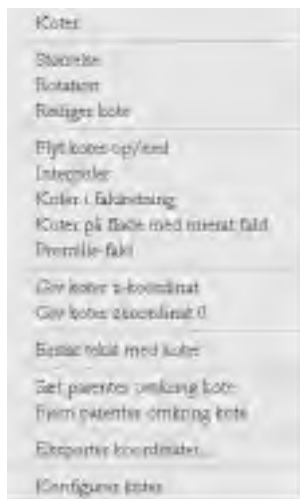 Koter
Størrelse
Rotation
Rediger kote
Flyt koter op/ned
Interpoler
Koter i faldretning
Koter på flade med mierat fald
Promille-fald
Giv koter z-koordinat
Giv koter zkoordinat 0
Erstat tekst med koter
Sæt parentes omkring kote
Fjern parentes omkring kote
Eksporter koordinater...
Konfigurer koter